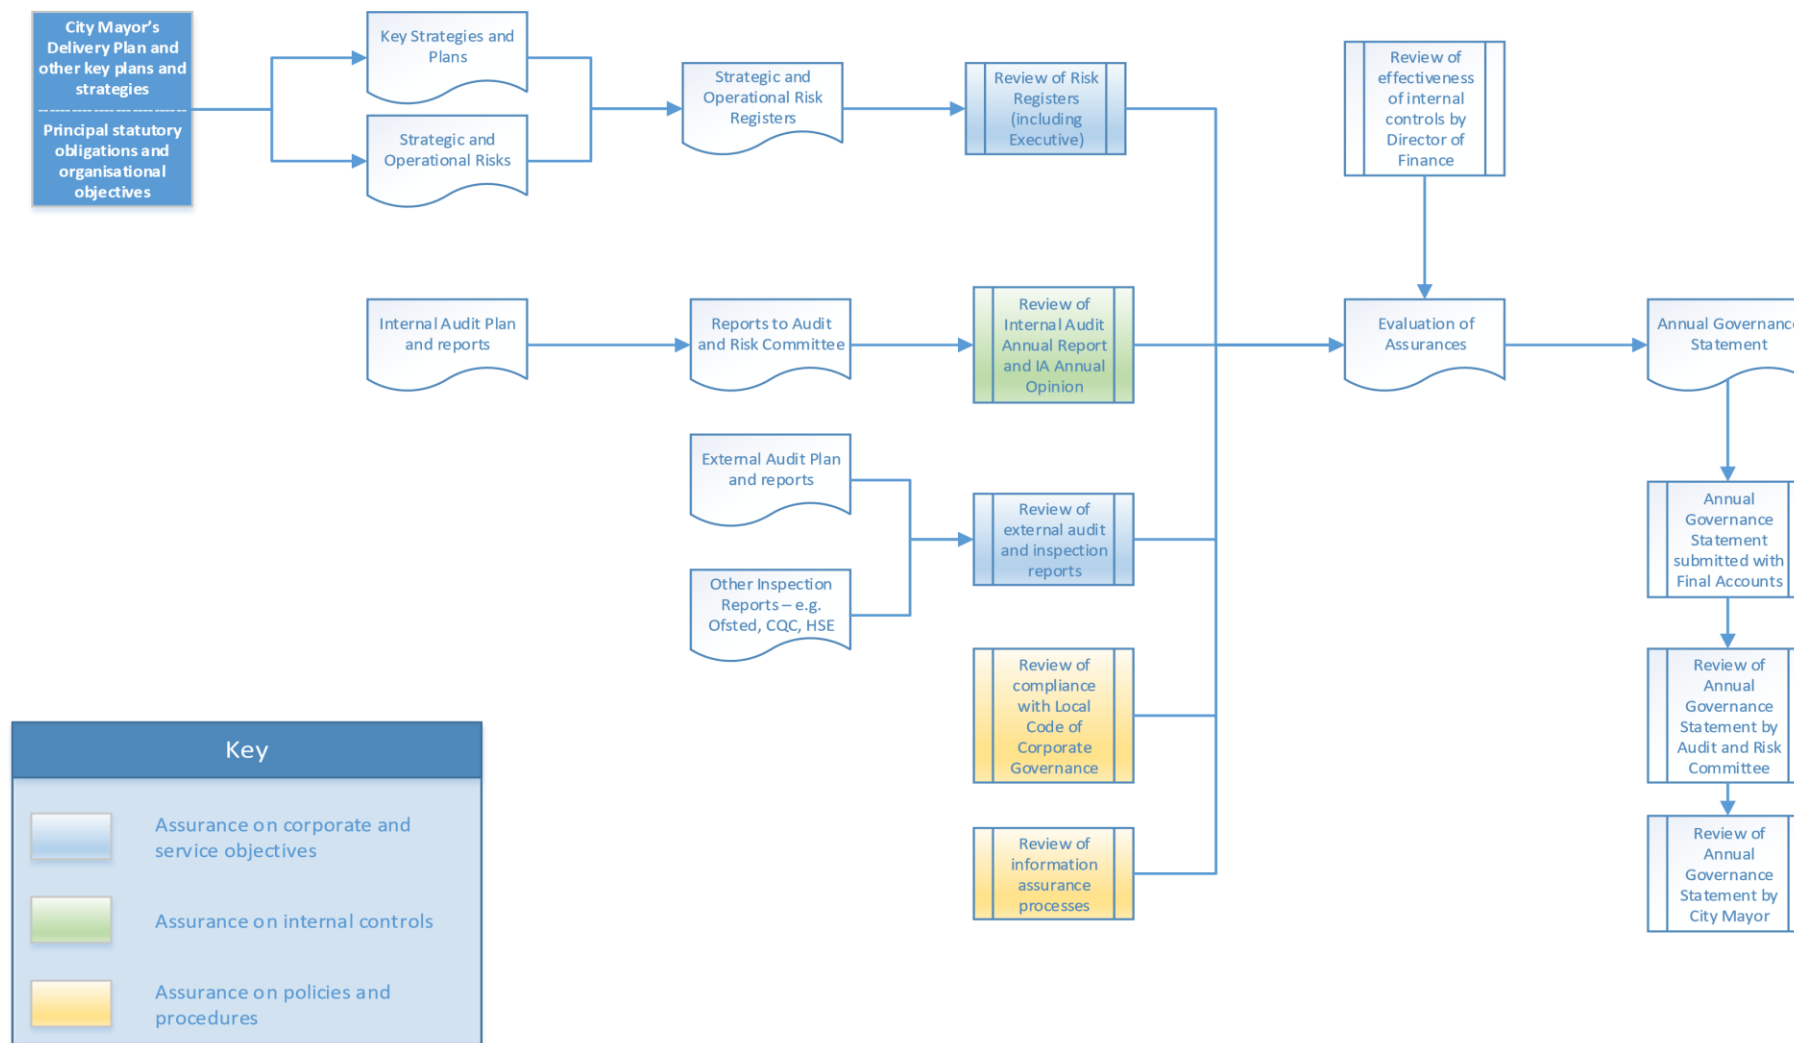 City Mayor's
Delivery Plan and
other key plans and
strategies
Principal statutory
obligations and
organisational
objectives
Key Strategies and
Plans
Strategic and
Operational Risks
Strategic and
Operational Risk
Registers
Review of Risk
Registers
(including
Executive)
Review of
effectiveness
of internal
controls by
Director of
Finance
Internal Audit Plan
and reports
Reports to Audit
and Risk Committee
Review of
Internal Audit
Annual Report
and IA Annual
Opinion
Evaluation of
Assurances
Annual Governance
Statement
External Audit Plan
and reports
Other Inspection
Reports – e.g.
Ofsted, CQC, HSE
Review of
external audit
and inspection
reports
Review of
compliance
with Local
Code of
Corporate
Governance
Review of
information
assurance
processes
Annual
Governance
Statement
submitted with
Final Accounts
Review of
Annual
Governance
Statement by
Audit and Risk
Committee
Review of
Annual
Governance
Statement by
City Mayor
Key
Assurance on corporate and
service objectives
Assurance on internal controls
Assurance on policies and
procedures